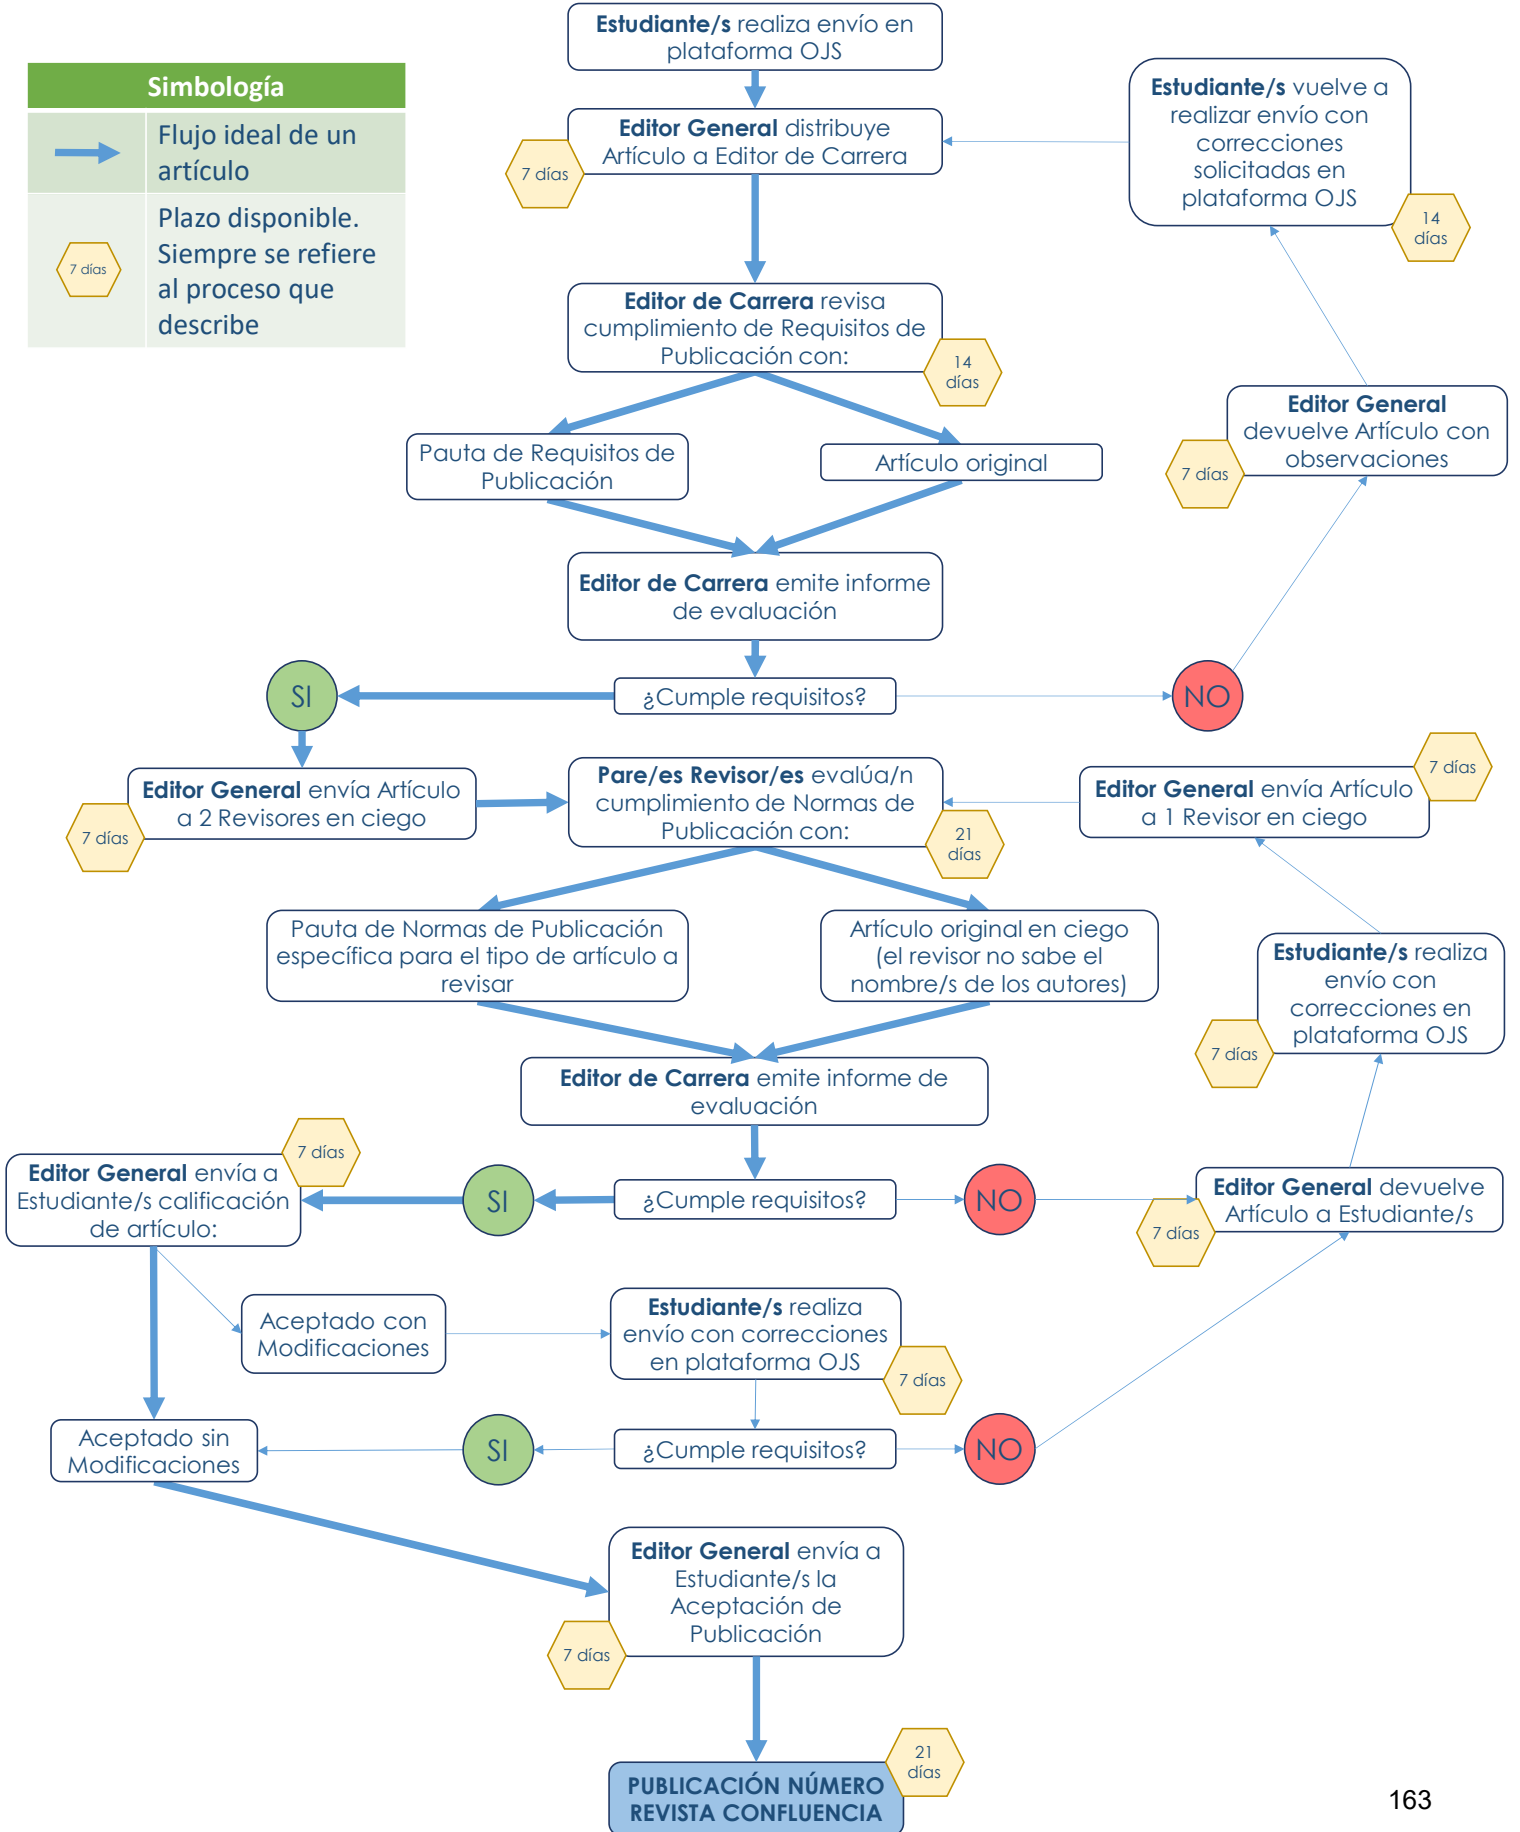 Estudiante/s realiza envío en
plataforma OJS
Simbología
Flujo ideal de un
artículo
7 días
Plazo disponible.
Siempre se refiere
al proceso que
describe
Editor General distribuye
Artículo a Editor de Carrera
7 días
Estudiante/s vuelve a
realizar envío con
correcciones
solicitadas en
plataforma OJS
14
días
Editor de Carrera revisa
cumplimiento de Requisitos de
Publicación con:
14
días
Editor General
devuelve Artículo con
observaciones
7 días
Pauta de Requisitos de
Publicación
Artículo original
Editor de Carrera emite informe
de evaluación
SI
¿Cumple requisitos?
NO
Editor General envía Artículo
a 2 Revisores en ciego
7 días
Pare/es Revisor/es evalúa/n
cumplimiento de Normas de
Publicación con:
21
días
Editor General envía Artículo
a 1 Revisor en ciego
7 días
Pauta de Normas de Publicación
específica para el tipo de artículo a
revisar
Artículo original en ciego
(el revisor no sabe el
nombre/s de los autores)
Estudiante/s realiza
envío con
correcciones en
plataforma OJS
7 días
Editor de Carrera emite informe de
evaluación
7 días
Editor General envía a
Estudiante/s calificación
de artículo:
SI
¿Cumple requisitos?
NO
Editor General devuelve
Artículo a Estudiante/s
7 días
Aceptado con
Modificaciones
Estudiante/s realiza
envío con correcciones
en plataforma OJS
7 días
Aceptado sin
Modificaciones
SI
¿Cumple requisitos?
NO
Editor General envía a
Estudiante/s la
Aceptación de
Publicación
7 días
21
días
PUBLICACIÓN NÚMERO
REVISTA CONFLUENCIA
163